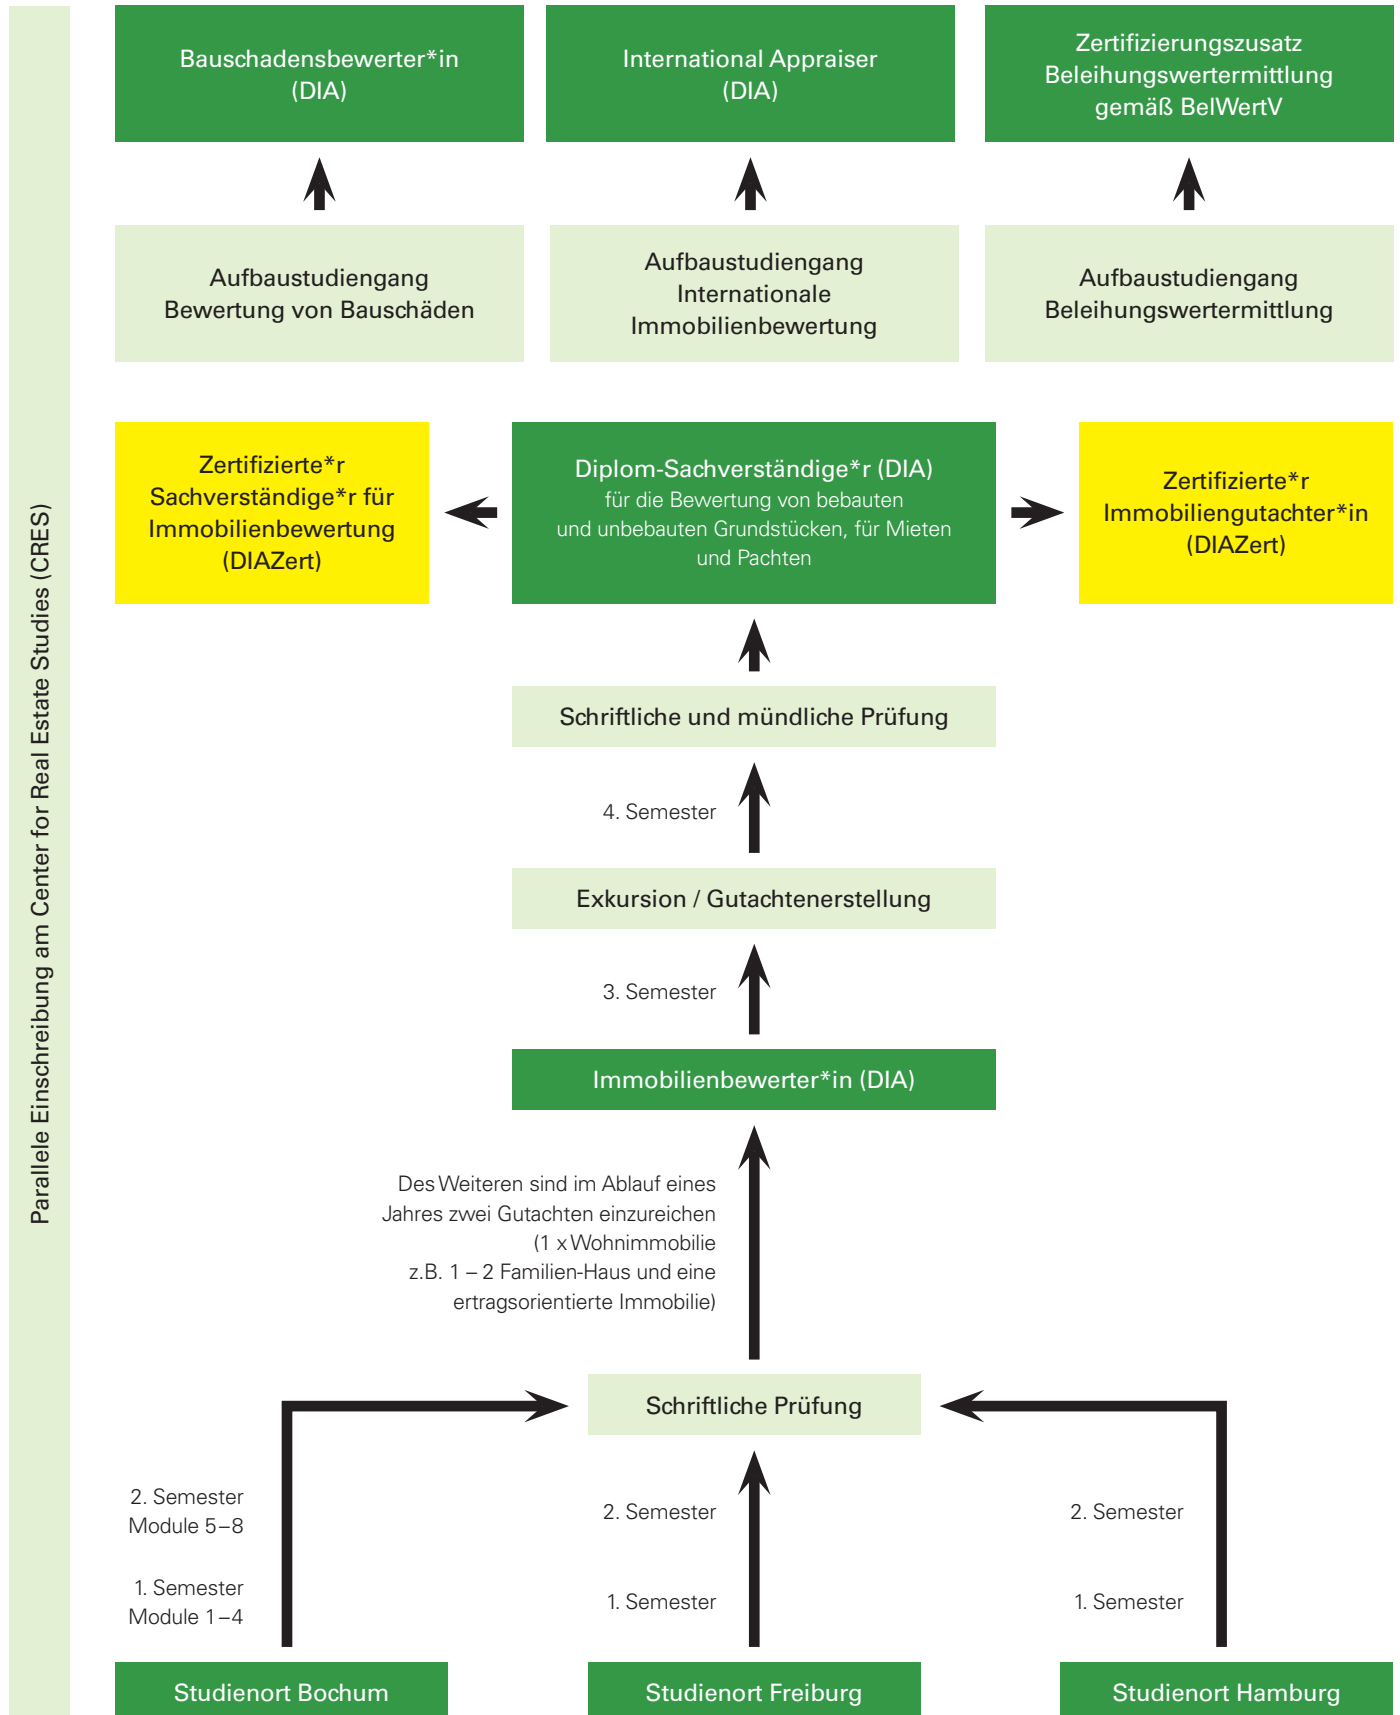 Parallele Einschreibung am Center for Real Estate Studies (CRES)
Bauschadensbewerter*in
(DIA)
International Appraiser
(DIA)
Zertifizierungszusatz
Beleihungswertermittlung
gemäß BelWertV
Aufbaustudiengang
Bewertung von Bauschäden
Aufbaustudiengang
Internationale
Immobilienbewertung
Aufbaustudiengang
Beleihungswertermittlung
Zertifizierte*r
Sachverständige*r für
Immobilienbewertung
(DIAZert)
Diplom-Sachverständige*r (DIA)
für die Bewertung von bebauten
und unbebauten Grundstücken, für Mieten
und Pachten
Zertifizierte*r
Immobiliengutachter*in
(DIAZert)
Schriftliche und mündliche Prüfung
4. Semester
Exkursion / Gutachtenerstellung
3. Semester
Immobilienbewerter*in (DIA)
Des Weiteren sind im Ablauf eines
Jahres zwei Gutachten einzureichen
(1 x Wohnimmobilie
z.B. 1 – 2 Familien-Haus und eine
ertragsorientierte Immobilie)
Schriftliche Prüfung
2. Semester
Module 5–8
2. Semester
2. Semester
1. Semester
Module 1–4
1. Semester
1. Semester
Studienort Bochum
Studienort Freiburg
Studienort Hamburg